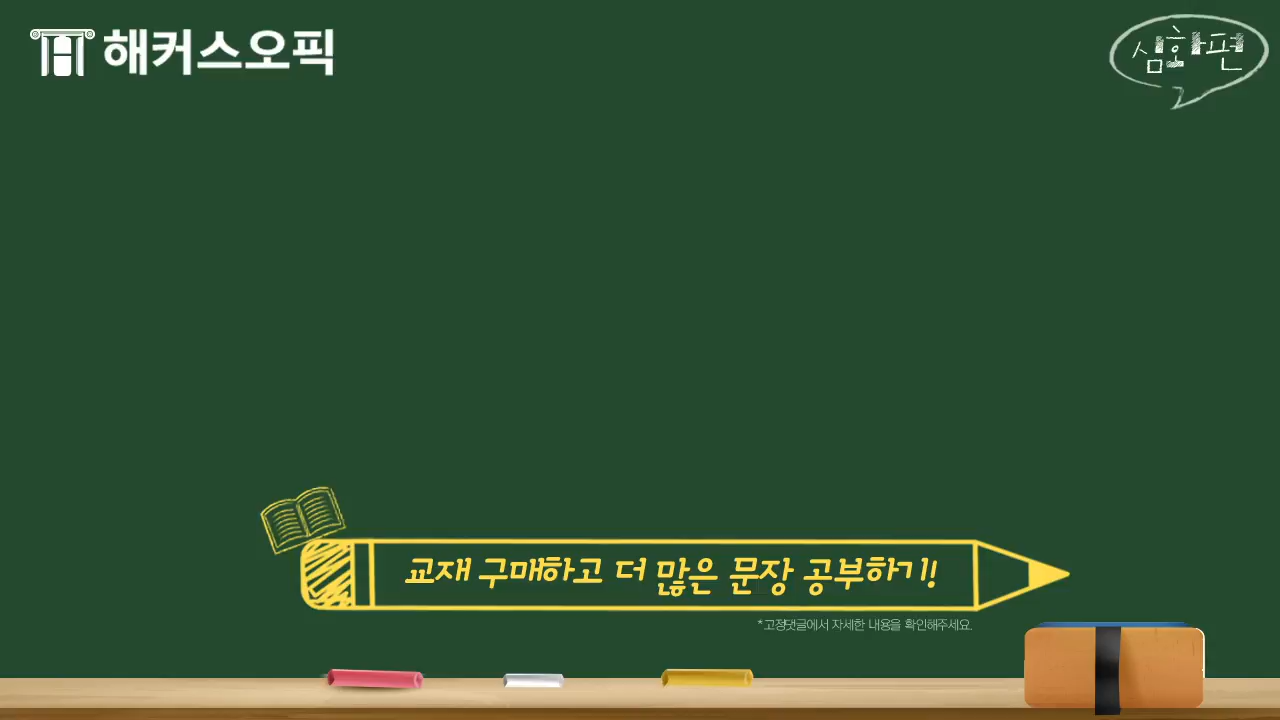 해커스오픽
심화편
교재 구매하고 더 많은 문장 공부하기!
*고정댓글에서 자세한 내용을 확인해주세요.